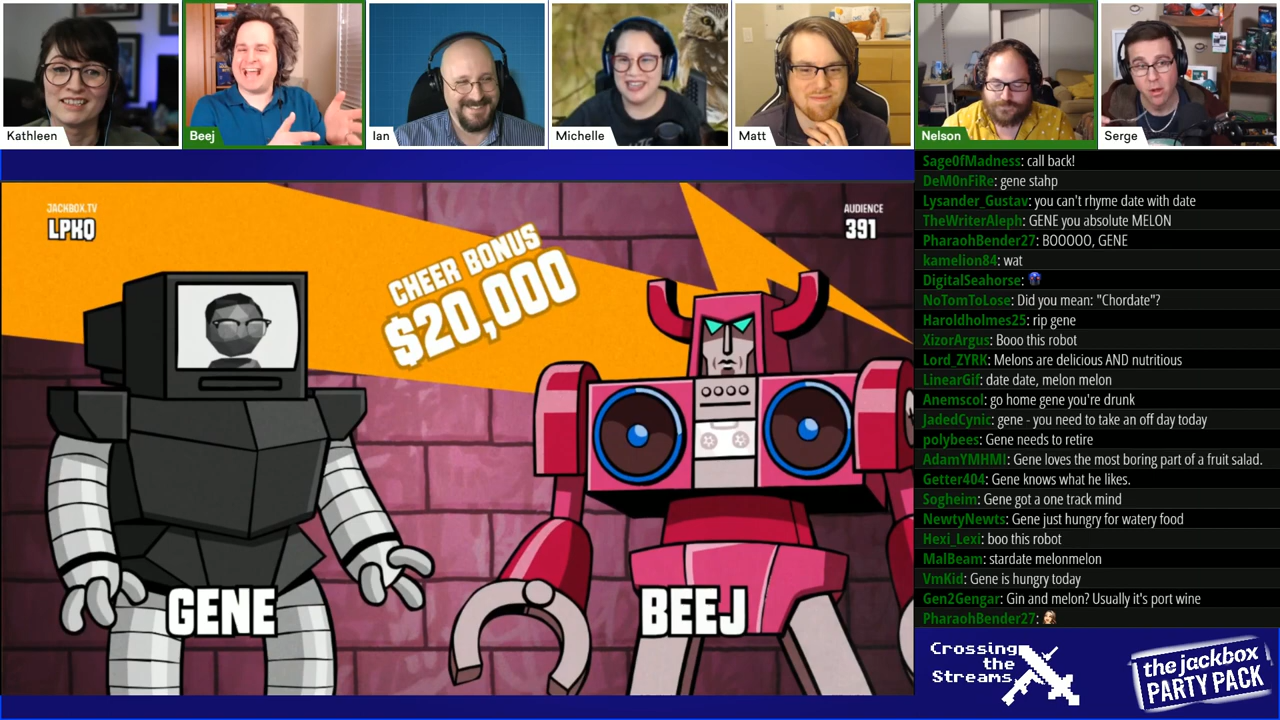 Kathleen
Beej
Ian
Michelle
Matt
Nelson
Serge
JACKBOX.TV
LPKO
AUDIENCE
391
CHEER BONUS
$20,000
GENE
BEEJ
SageOfMadness: call back!
DeM0nFiRe: gene stahp
Lysander_Gustav: you can't rhyme date with date
TheWriterAleph: GENE you absolute MELON
PharaohBender27: BOOOOO, GENE
kamelion84: wat
DigitalSeahorse:
NoTomToLose: Did you mean: "Chordate"?
Haroldholmes25: rip gene
XizorArgus: Booo this robot
Lord_ZYRK: Melons are delicious AND nutritious
LinearGif: date date, melon melon
Anemscol: go home gene you're drunk
JadedCynic: gene - you need to take an off day today
polybees: Gene needs to retire
AdamYMHMI: Gene loves the most boring part of a fruit salad.
Getter404: Gene knows what he likes.
Sogheim: Gene got a one track mind
NewtyNewts: Gene just hungry for watery food
Hexi_Lexi: boo this robot
MalBeam: stardate melonmelon
VmKid: Gene is hungry today
Gen2Gengar: Gin and melon? Usually it's port wine
PharaohBender27:
Crossing
the
Streams
the jackbox
PARTY PACK